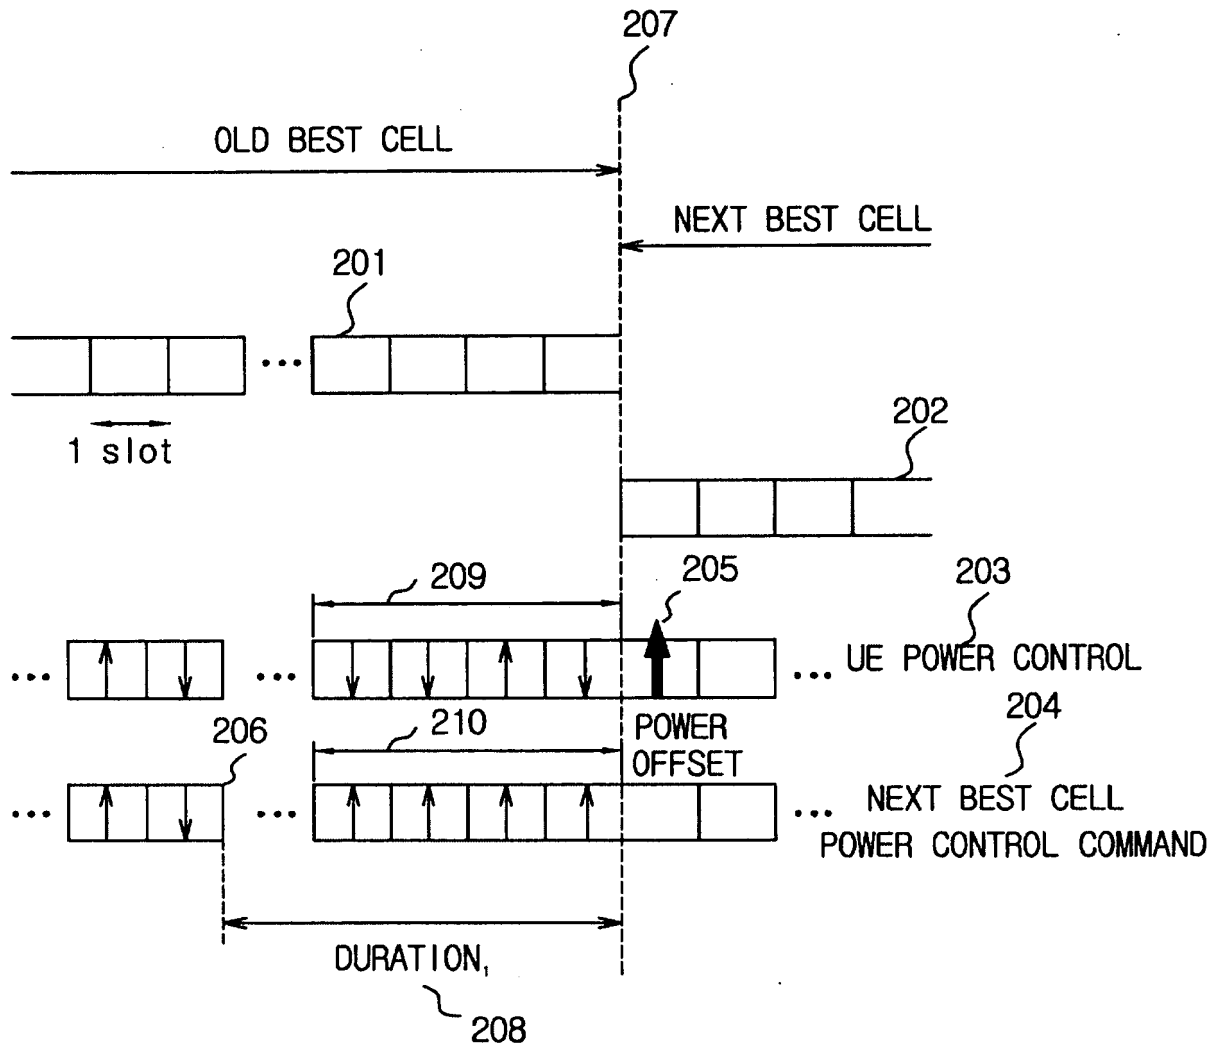 207
OLD BEST CELL
NEXT BEST CELL
201
...
1 slot
202
209
205
203
... ... ... UE POWER CONTROL
206
210
POWER
OFFSET
204
... ... ... NEXT BEST CELL
POWER CONTROL COMMAND
DURATION,
208